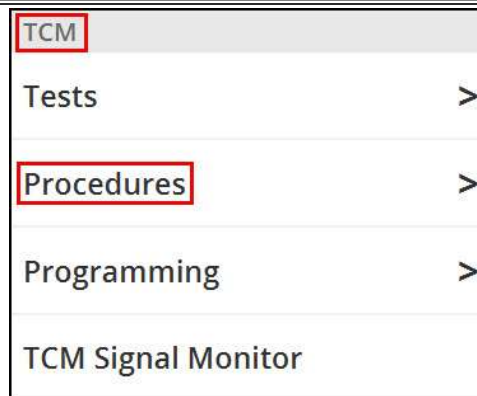 TCM
Tests >
Procedures >
Programming >
TCM Signal Monitor